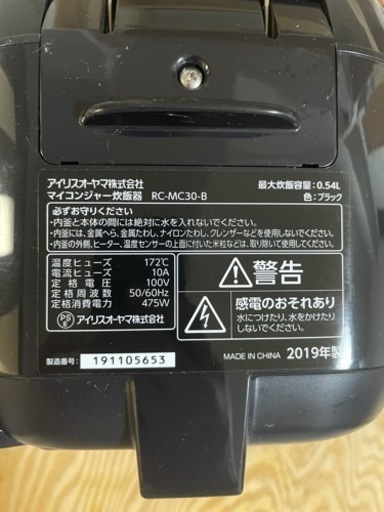 アイリスオーヤマ株式会社
マイコンジャー炊飯器 RC-MC30-B
最大炊飯容量:0.54L
色:ブラック
必ずお守りください
・内釜と本体の間には絶対に水を入れないでください。
・内釜には、金属へら、金属たわし、ナイロンたわし、クレンザーなどを使用しないでください。
・内釜の外側、ヒーター、温度センサーの上面に付いた米粒などは、取り除いて使用してください。
温度ヒューズ 172℃
電流ヒューズ 10A
定格電圧 100V
定格周波数 50/60Hz
定格消費電力 475W
PS
E
アイリスオーヤマ株式会社
警告
感電のおそれあり
水につけたり、水をかけたり
しないでください。
製造番号: 191105653
MADE IN CHINA 2019年製